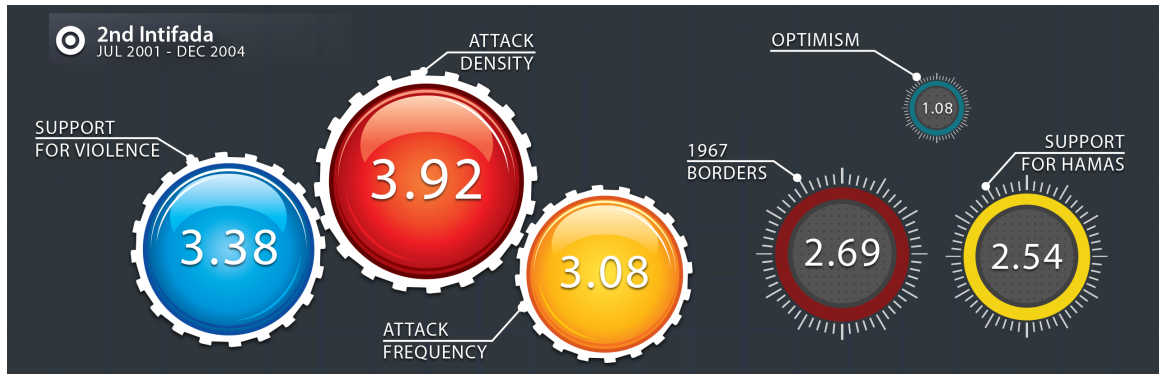 2nd Intifada
JUL 2001 - DEC 2004
ATTACK
DENSITY
OPTIMISM
1.08
SUPPORT
FOR VIOLENCE
1967
BORDERS
SUPPORT
FOR HAMAS
3.92
3.38
3.08
2.69
2.54
ATTACK
FREQUENCY